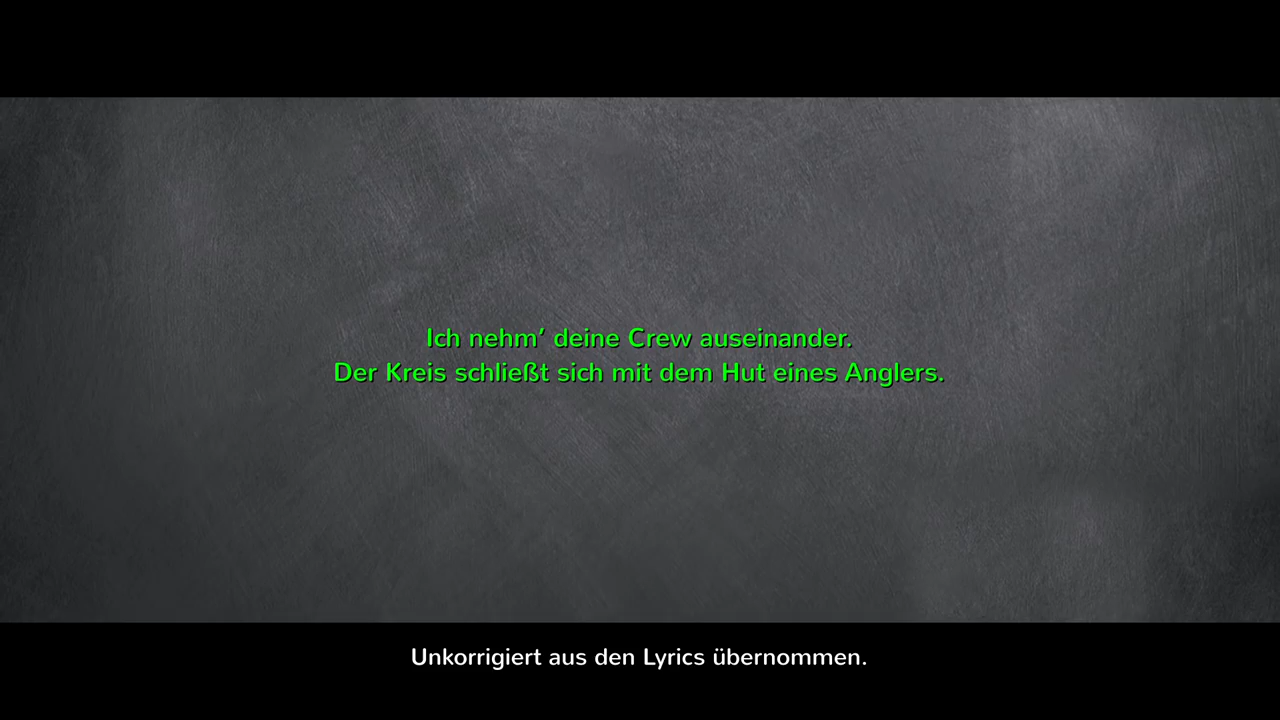 Ich nehm’ deine Crew auseinander.
Der Kreis schließt sich mit dem Hut eines Anglers.
Unkorrigiert aus den Lyrics übernommen.